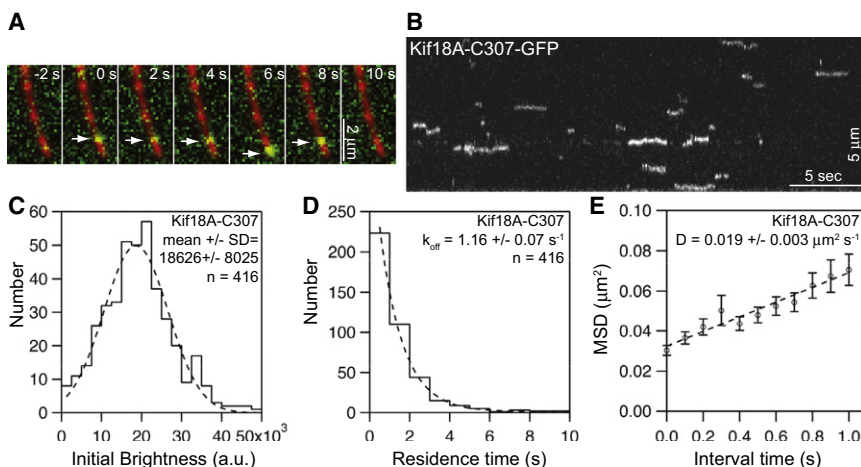 A
-2 s
0 s
2 s
4 s
6 s
8 s
10 s
2 μm
B
Kif18A-C307-GFP
5 μm
5 sec
C
Kif18A-C307
mean +/- SD=
18626+/- 8025
n = 416
Number
60
50
40
30
20
10
0
0
10
20
30
40
50x10³
Initial Brightness (a.u.)
D
Kif18A-C307
k_off = 1.16 +/- 0.07 s⁻¹
n = 416
Number
250
200
150
100
50
0
0
2
4
6
8
10
Residence time (s)
E
Kif18A-C307
D = 0.019 +/- 0.003 μm² s⁻¹
MSD (μm²)
0.10
0.08
0.06
0.04
0.02
0.00
0.0
0.2
0.4
0.6
0.8
1.0
Interval time (s)